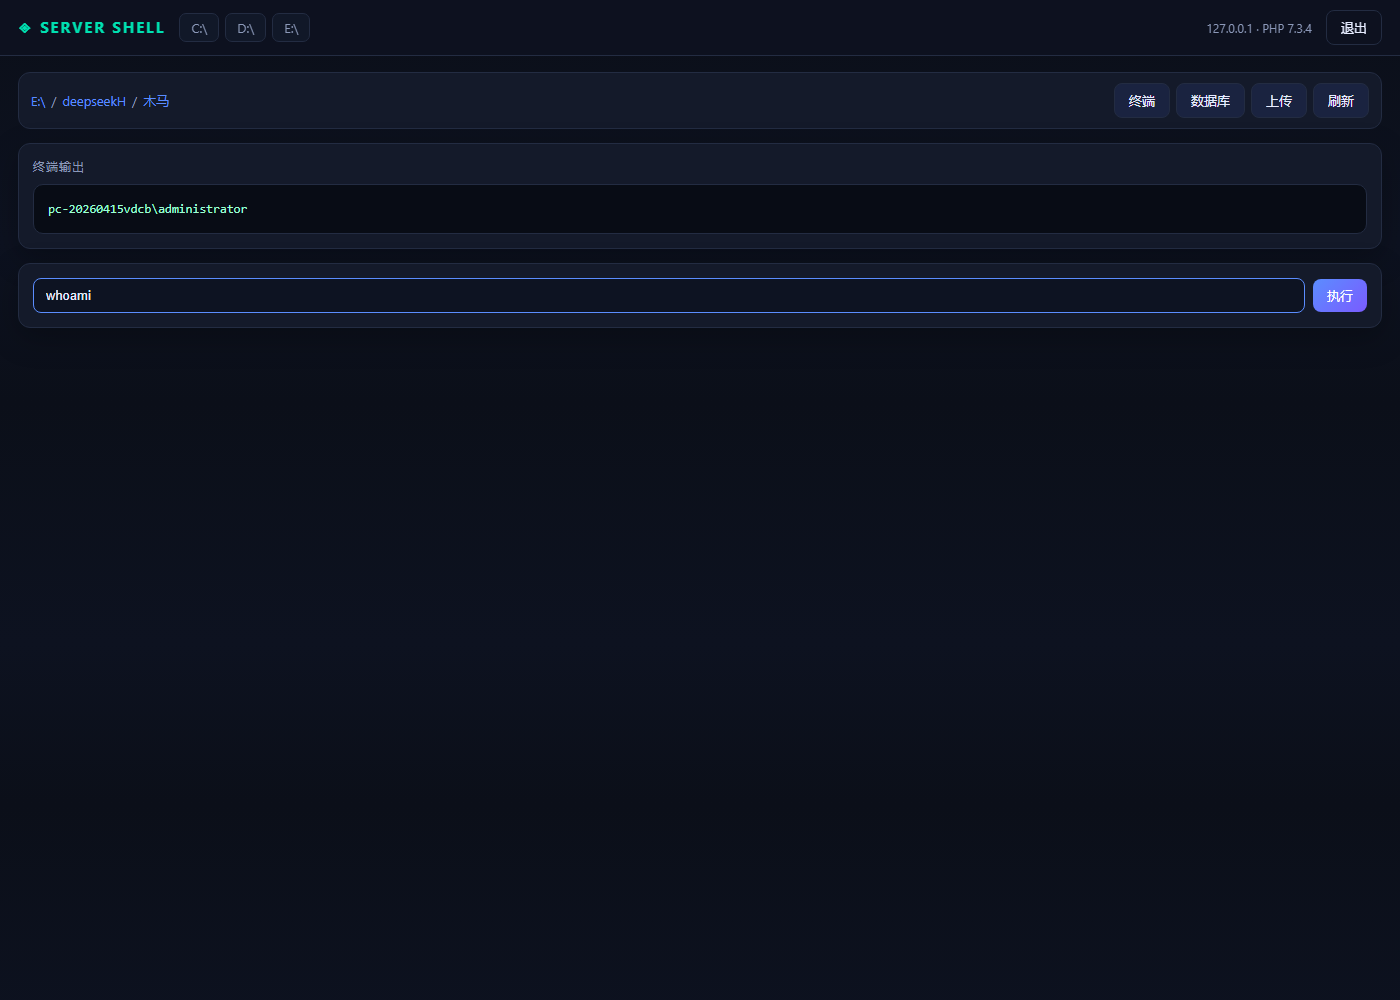 ◈ SERVER SHELL C:\ D:\ E:\ 127.0.0.1 · PHP 7.3.4 退出
E:\ / deepseekH / 木马 终端 数据库 上传 刷新
终端输出
pc-20260415vdcb\administrator
whoami 执行